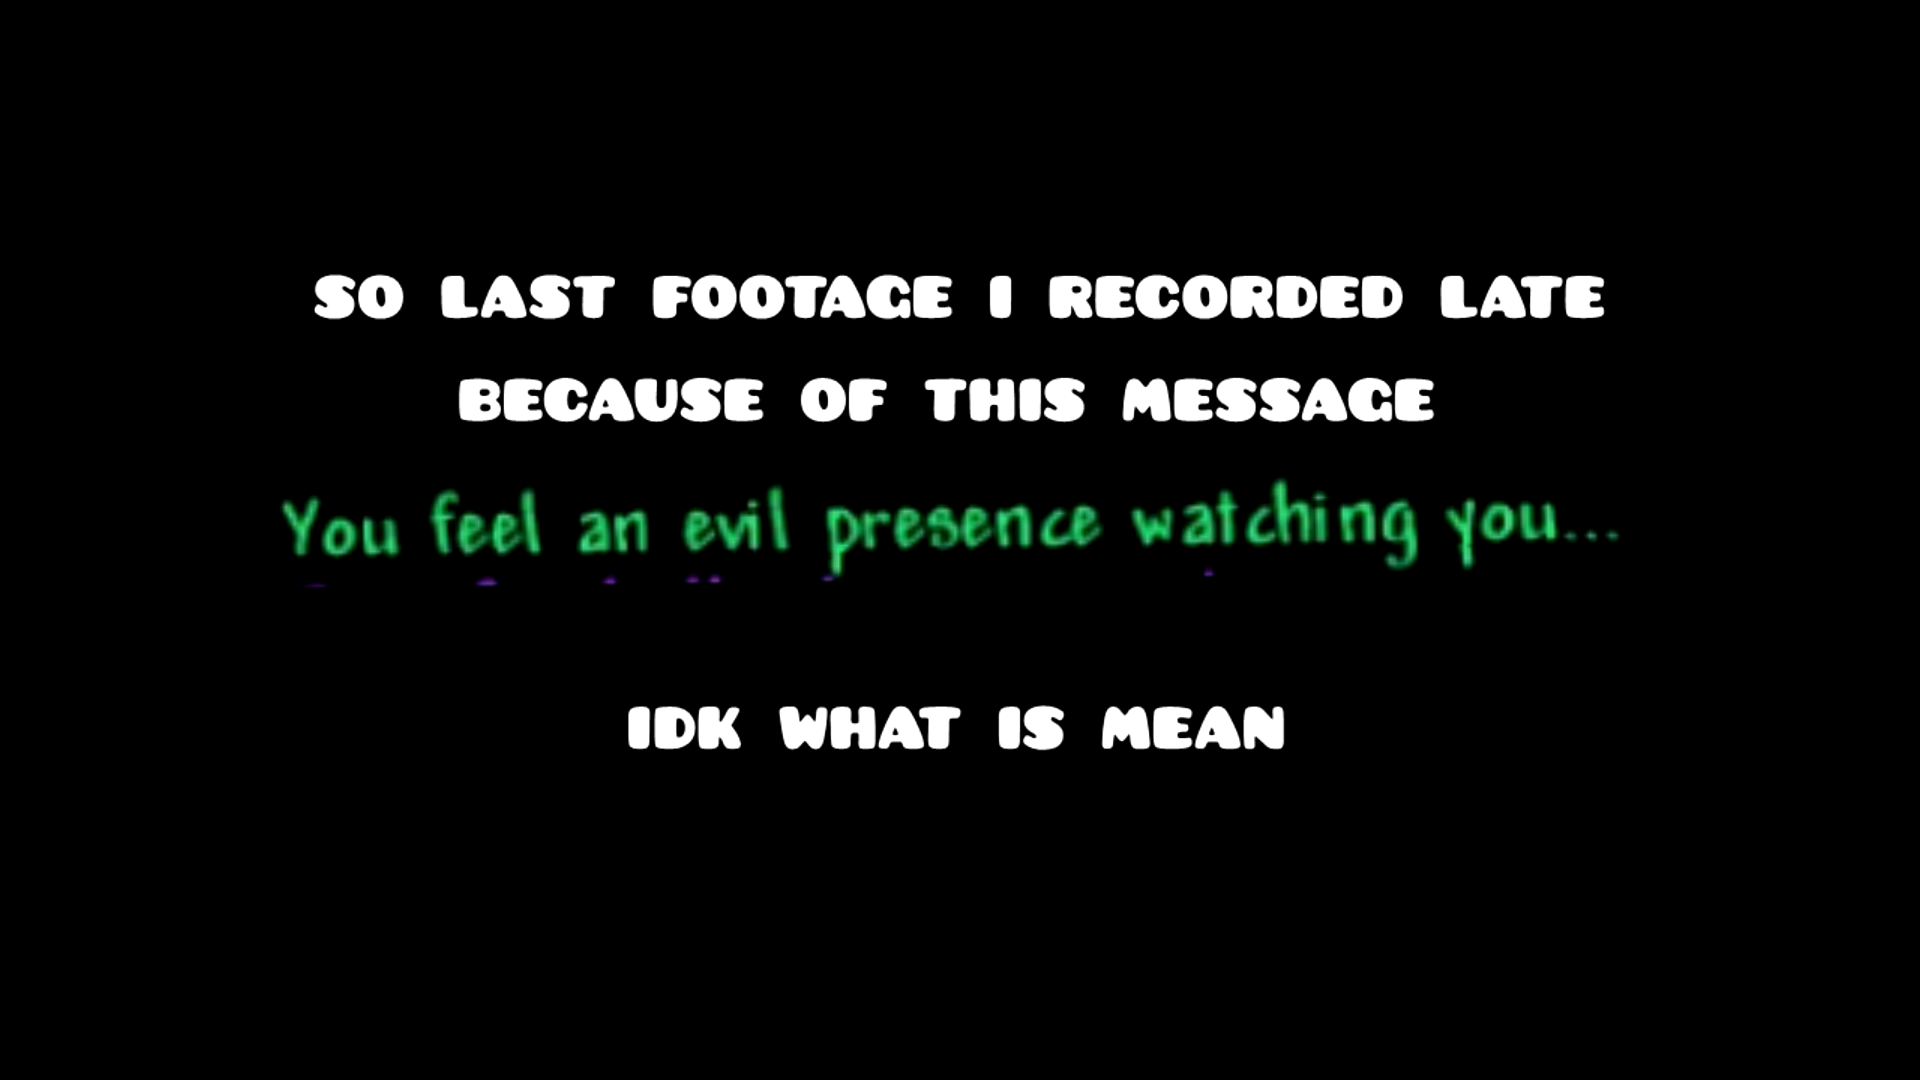 SO LAST FOOTAGE I RECORDED LATE
BECAUSE OF THIS MESSAGE
You feel an evil presence watching you...
IDK WHAT IS MEAN